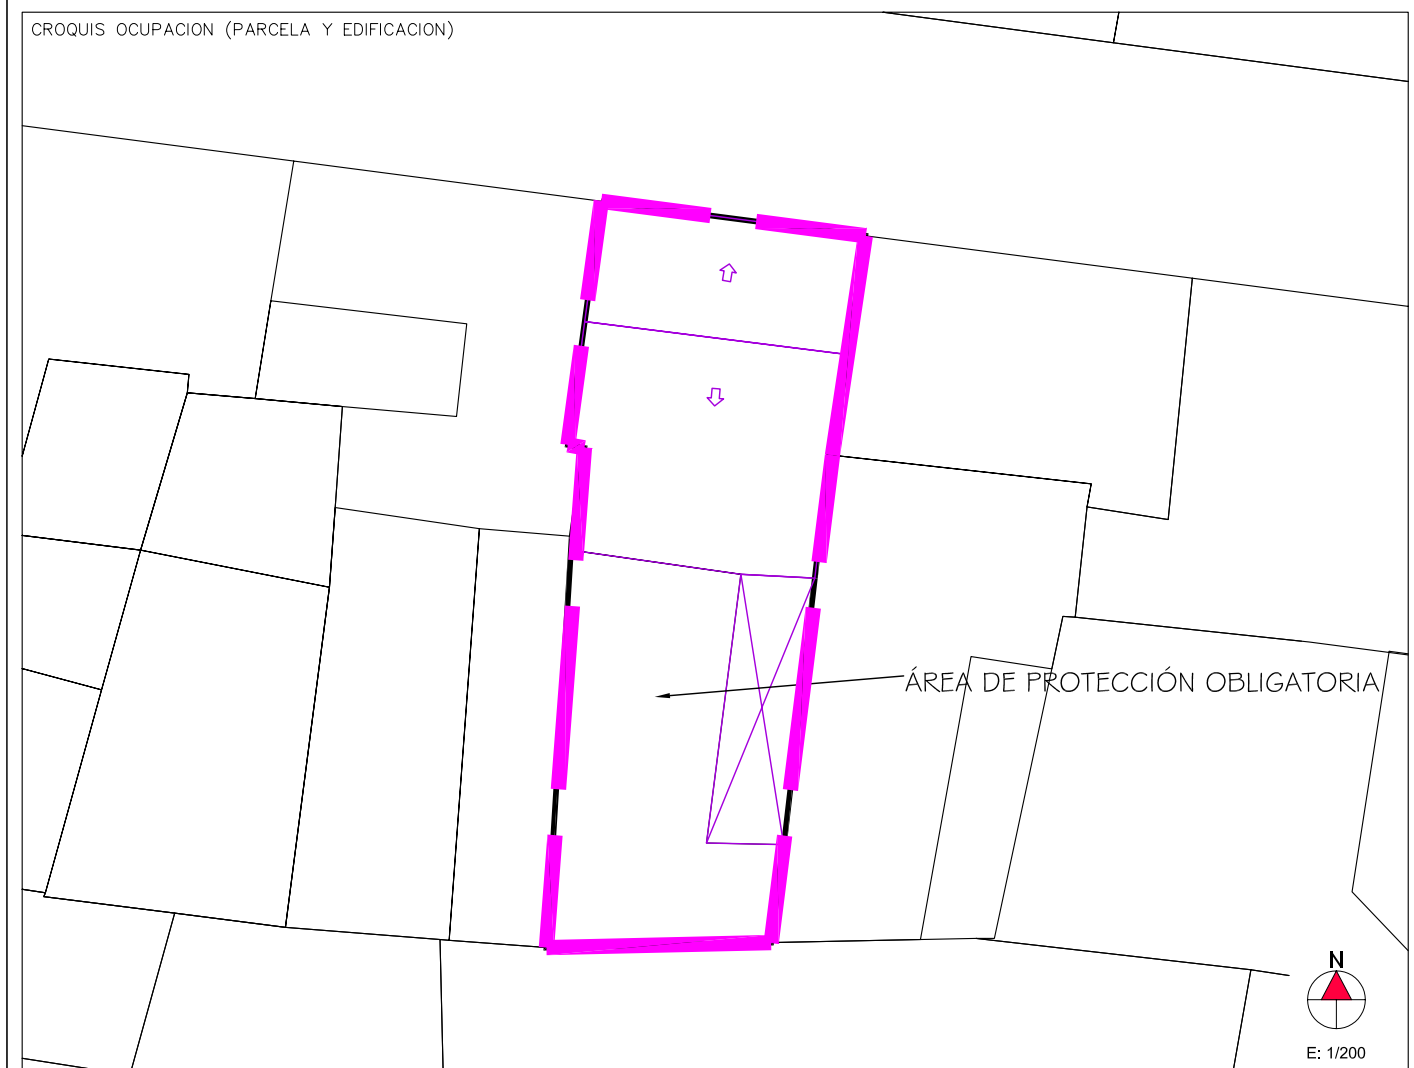 CROQUIS OCUPACION (PARCELA Y EDIFICACION)
ÁREA DE PROTECCIÓN OBLIGATORIA
N
E: 1/200